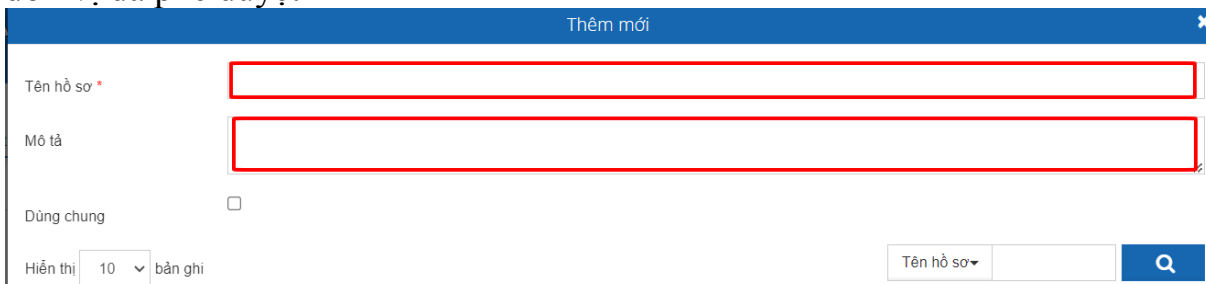 Thêm mới
Tên hồ sơ *
Mô tả
Dùng chung
Hiển thị 10 bản ghi
Tên hồ sơ